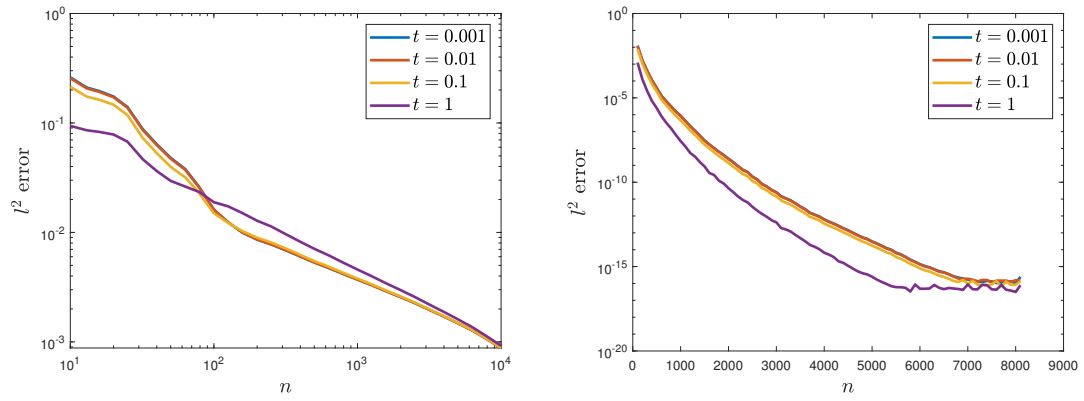 10^0
10^-1
10^-2
10^-3
l^2 error
10^1
10^2
10^3
10^4
n
t = 0.001
t = 0.01
t = 0.1
t = 1
10^0
10^-5
10^-10
10^-15
10^-20
l^2 error
0
1000
2000
3000
4000
5000
6000
7000
8000
9000
n
t = 0.001
t = 0.01
t = 0.1
t = 1